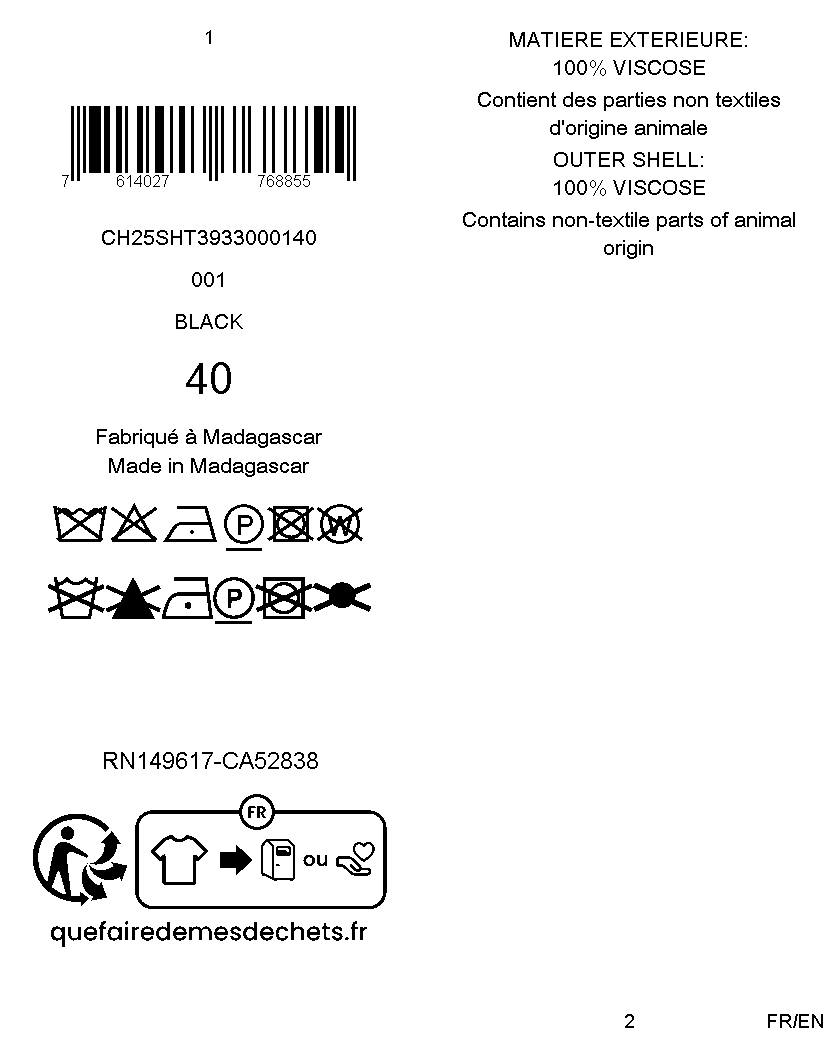 1
7 614027 768855
CH25SHT3933000140
001
BLACK
40
Fabriqué à Madagascar
Made in Madagascar
P W
P
RN149617-CA52838
FR
ou
quefairedemesdechets.fr
MATIERE EXTERIEURE:
100% VISCOSE
Contient des parties non textiles
d'origine animale
OUTER SHELL:
100% VISCOSE
Contains non-textile parts of animal
origin
2 FR/EN